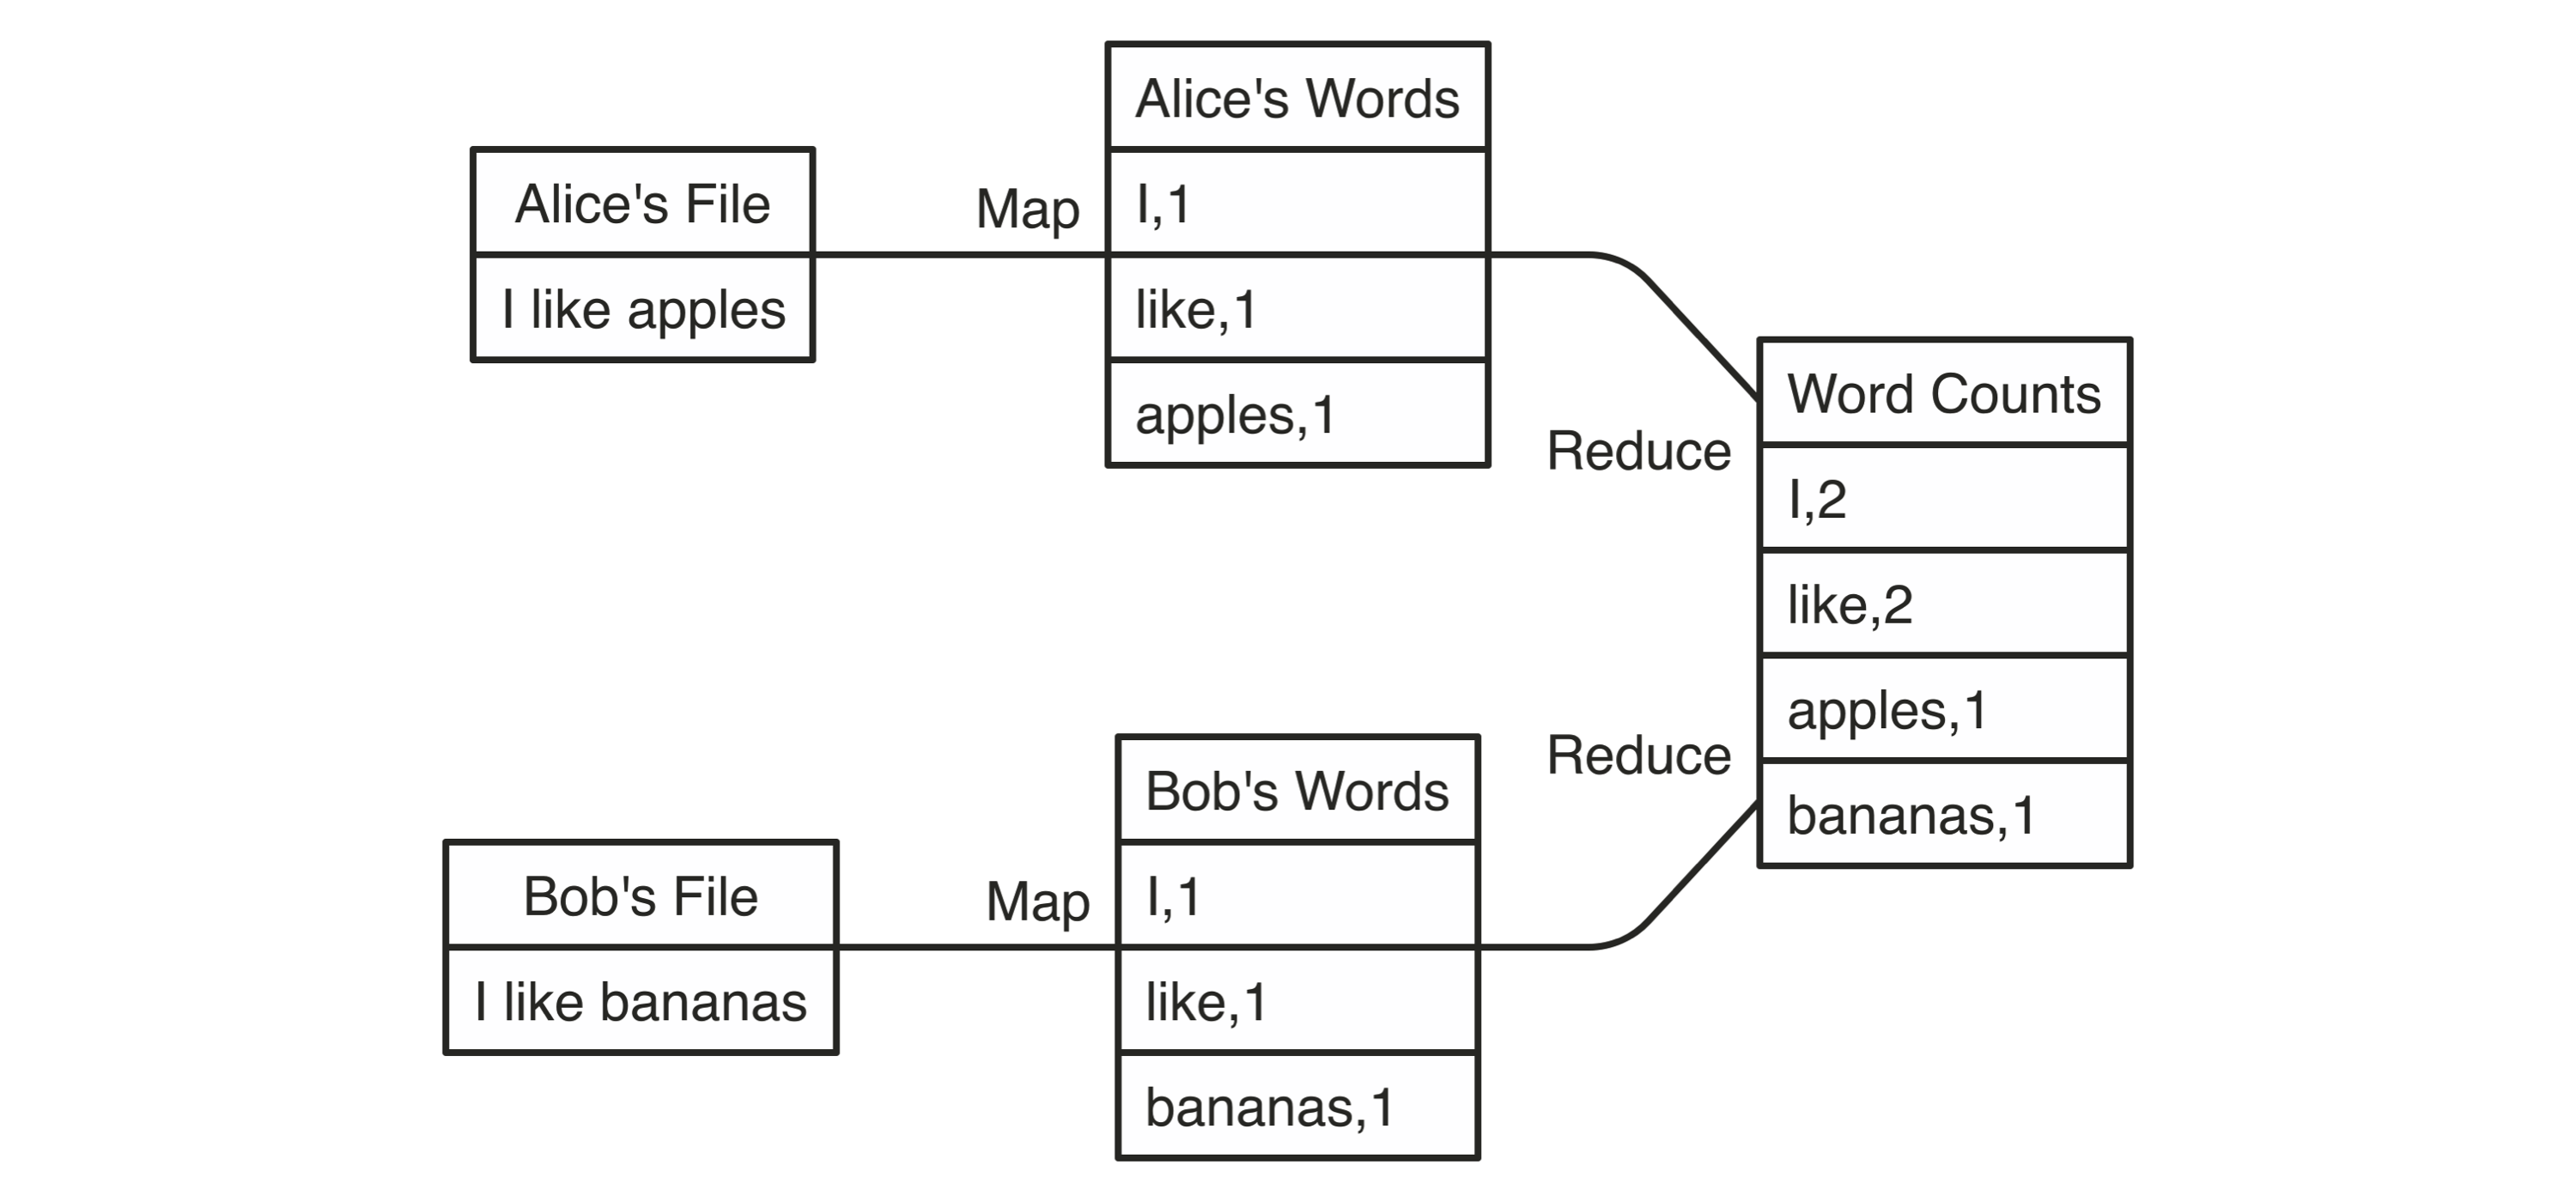 Alice's File
I like apples
Map
Alice's Words
I,1
like,1
apples,1
Reduce
Bob's File
I like bananas
Map
Bob's Words
I,1
like,1
bananas,1
Reduce
Word Counts
I,2
like,2
apples,1
bananas,1